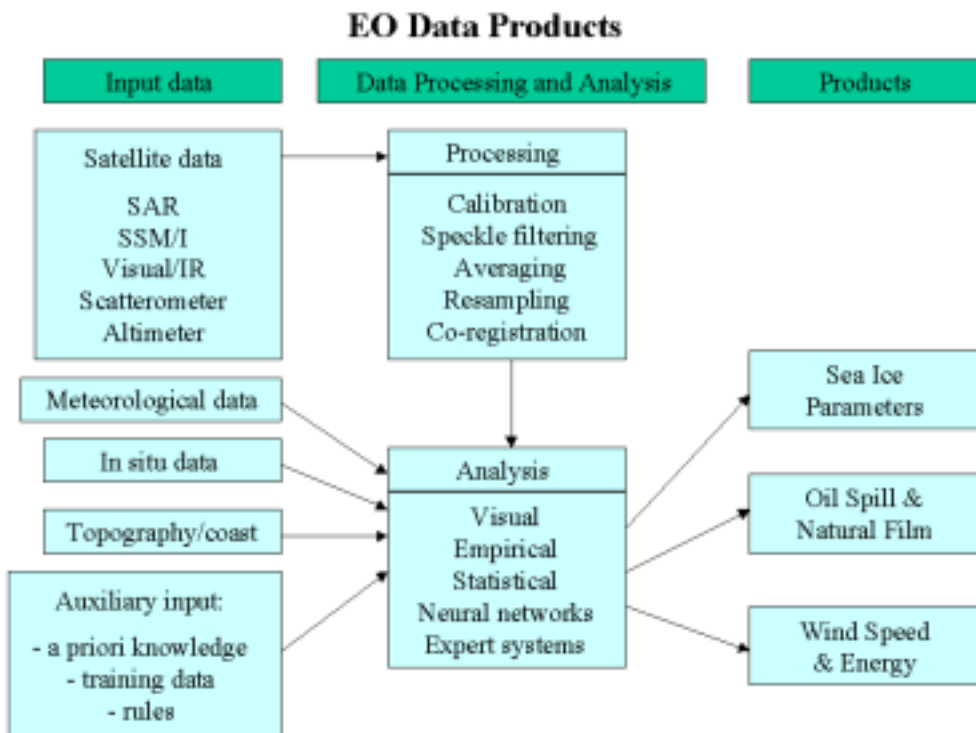 EO Data Products
Input data
Data Processing and Analysis
Products
Satellite data
SAR
SSM/I
Visual/IR
Scatterometer
Altimeter
Meteorological data
In situ data
Topography/coast
Auxiliary input:
- a priori knowledge
- training data
- rules
Processing
Calibration
Speckle filtering
Averaging
Resampling
Co-registration
Analysis
Visual
Empirical
Statistical
Neural networks
Expert systems
Sea Ice
Parameters
Oil Spill &
Natural Film
Wind Speed
& Energy